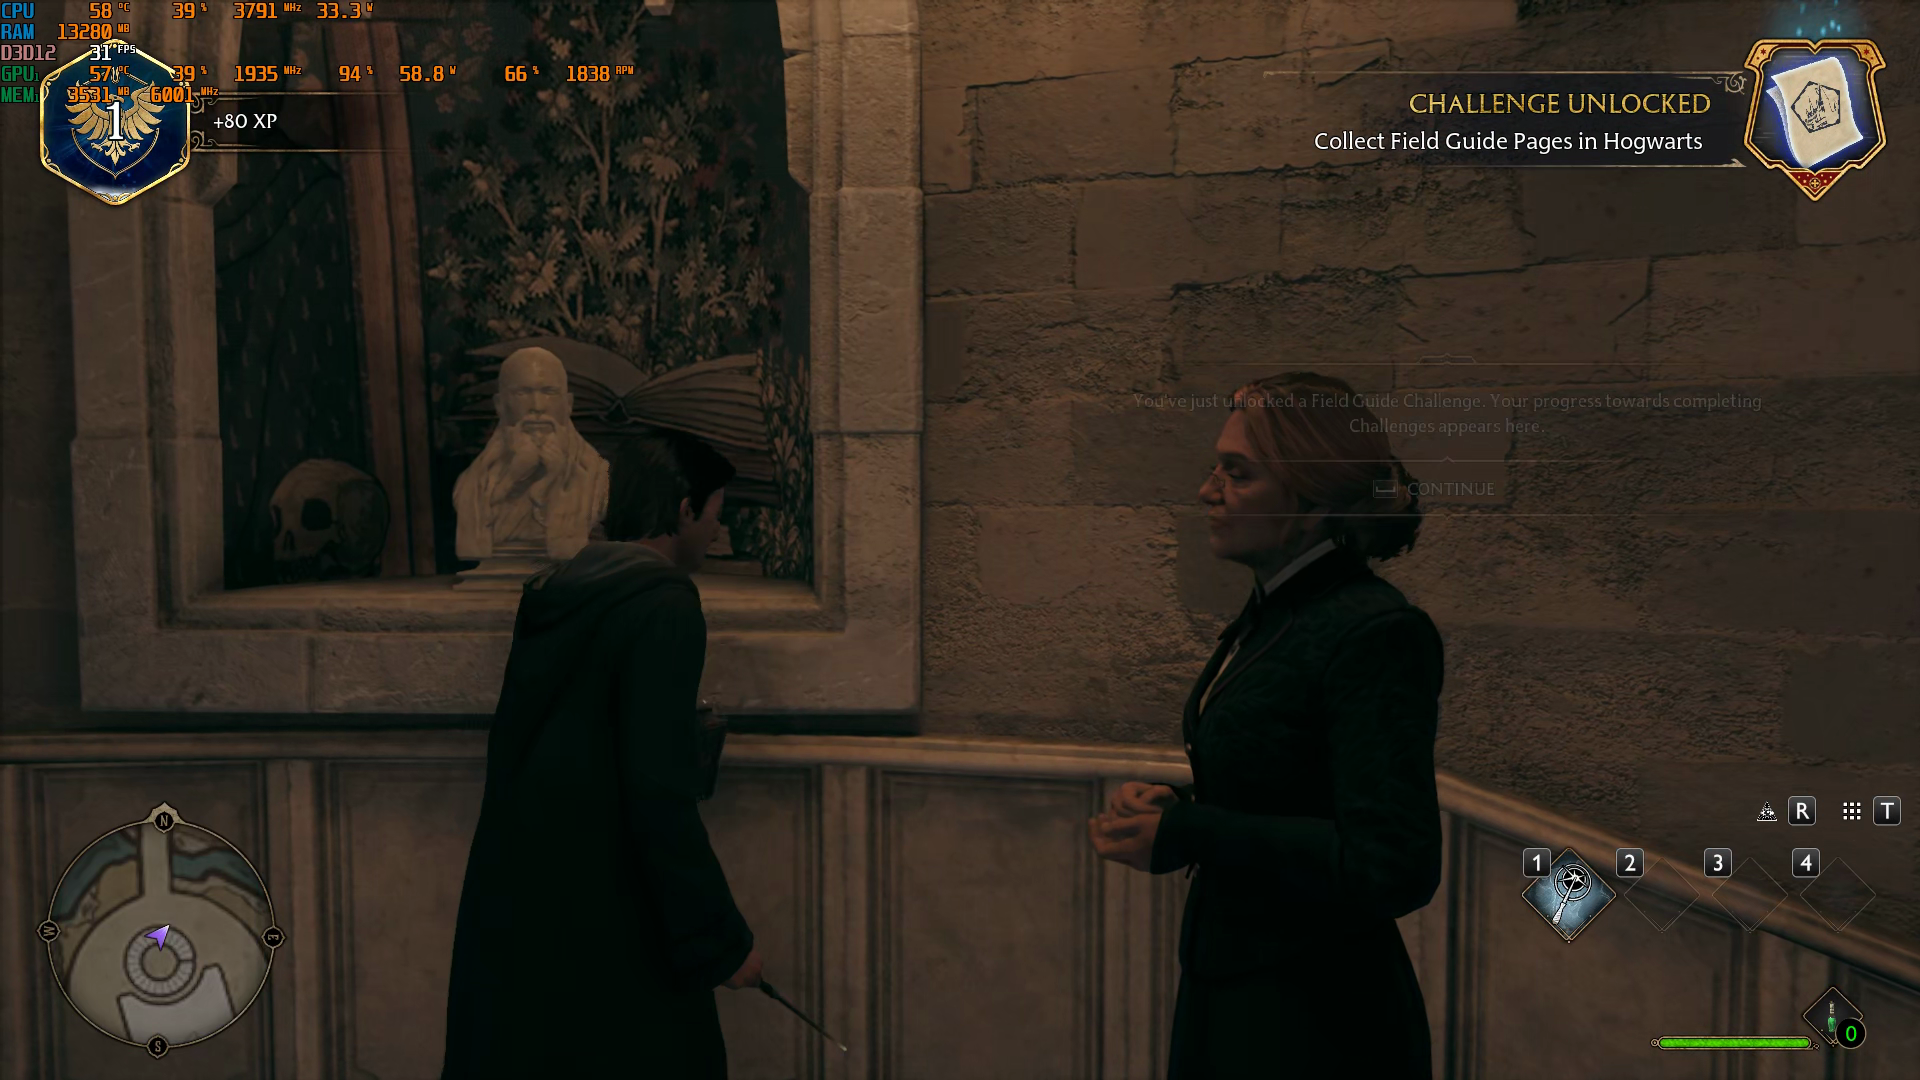 CPU 58 °C 39 % 3791 MHz 33.3 W
RAM 13280 MB
D3D12 31 FPS
GPU 57 °C 39 % 1935 MHz 94 % 58.8 W 66 % 1838 RPM
MEM 3531 MB 6001 MHz
1
+80 XP
CHALLENGE UNLOCKED
Collect Field Guide Pages in Hogwarts
You've just unlocked a Field Guide Challenge. Your progress towards completing
Challenges appears here.
CONTINUE
R T
1 2 3 4
N
W E
S
0